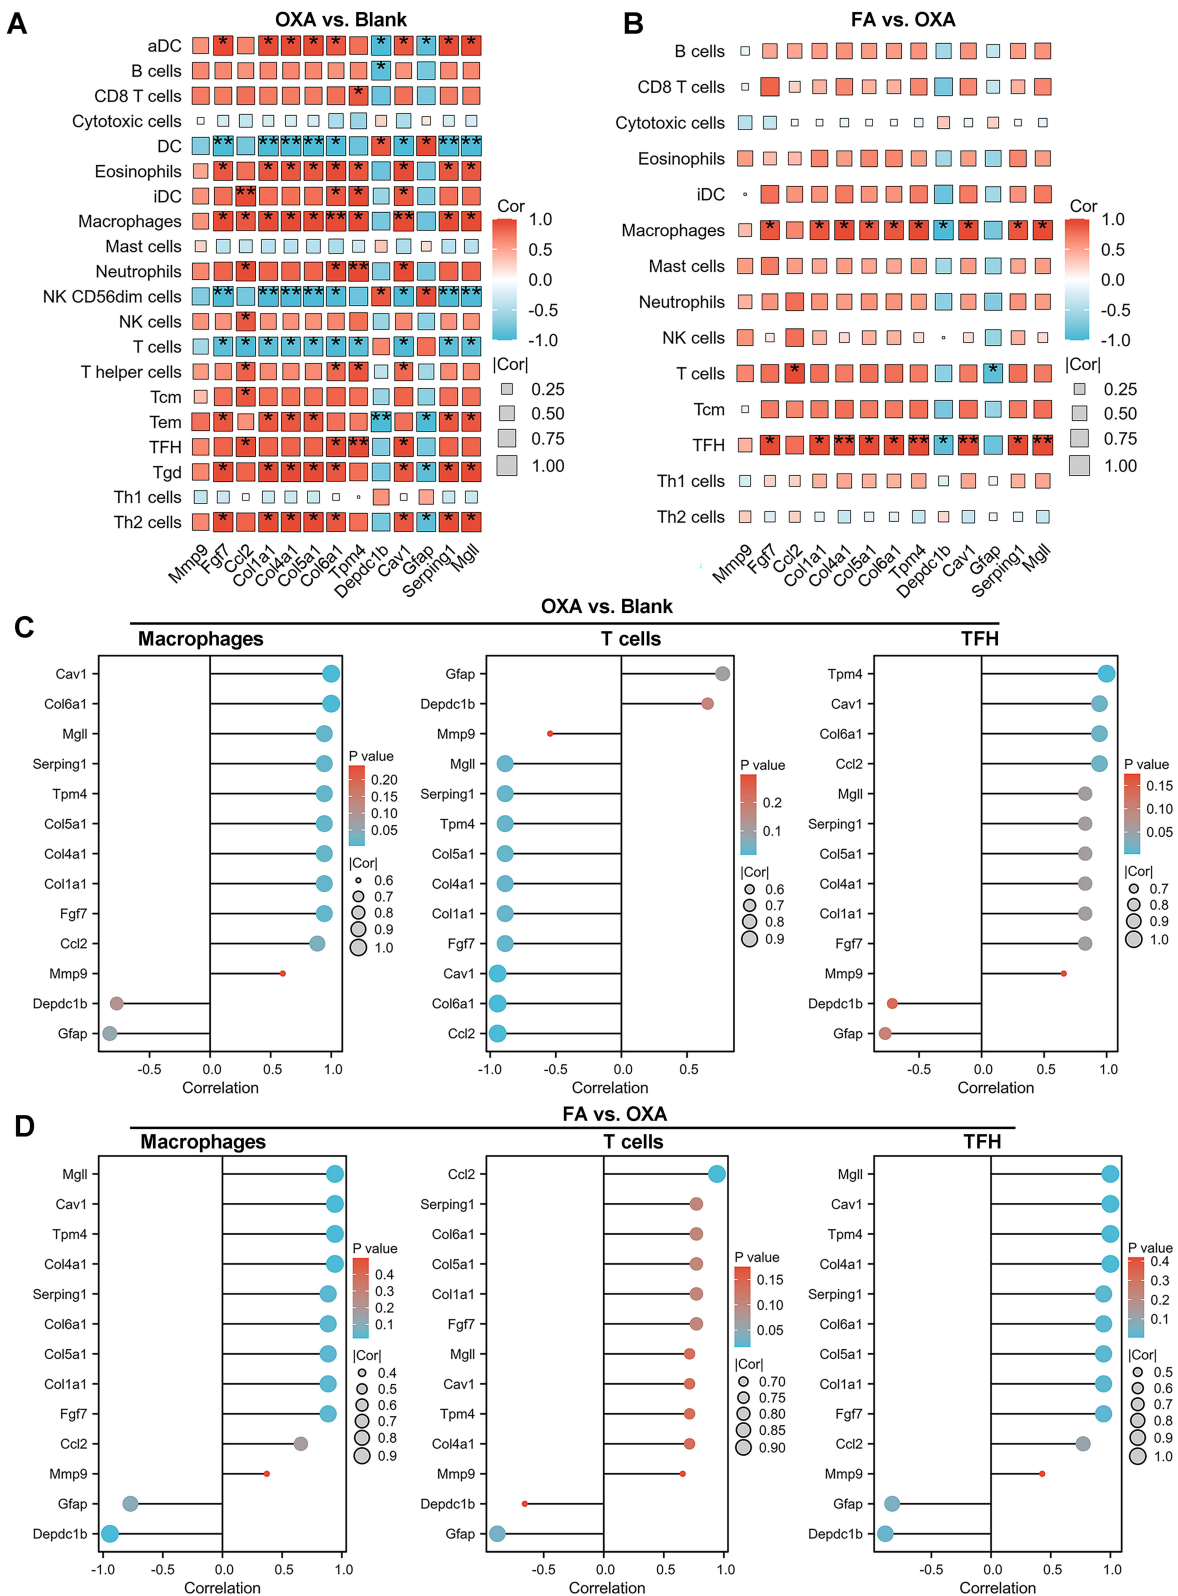 A
OXA vs. Blank
aDC
B cells
CD8 T cells
Cytotoxic cells
DC
Eosinophils
iDC
Macrophages
Mast cells
Neutrophils
NK CD56dim cells
NK cells
T cells
T helper cells
Tcm
Tem
TFH
Tgd
Th1 cells
Th2 cells
Mmp9
Fgf7
Ccl2
Col1a1
Col4a1
Col5a1
Col6a1
Tpm4
Depdc1b
Cav1
Gfap
Serping1
Mgll
Cor
1.0
0.5
0.0
-0.5
-1.0
|Cor|
0.25
0.50
0.75
1.00
B
FA vs. OXA
B cells
CD8 T cells
Cytotoxic cells
Eosinophils
iDC
Macrophages
Mast cells
Neutrophils
NK cells
T cells
Tcm
TFH
Th1 cells
Th2 cells
Mmp9
Fgf7
Ccl2
Col1a1
Col4a1
Col5a1
Col6a1
Tpm4
Depdc1b
Cav1
Gfap
Serping1
Mgll
Cor
1.0
0.5
0.0
-0.5
-1.0
|Cor|
0.25
0.50
0.75
1.00
C
OXA vs. Blank
Macrophages
Cav1
Col6a1
Mgll
Serping1
Tpm4
Col5a1
Col4a1
Col1a1
Fgf7
Ccl2
Mmp9
Depdc1b
Gfap
-0.5 0.0 0.5 1.0
Correlation
P value
0.20
0.15
0.10
0.05
|Cor|
0.6
0.7
0.8
0.9
1.0
T cells
Gfap
Depdc1b
Mmp9
Mgll
Serping1
Tpm4
Col5a1
Col4a1
Col1a1
Fgf7
Cav1
Col6a1
Ccl2
-1.0 -0.5 0.0 0.5
Correlation
P value
0.2
0.1
|Cor|
0.6
0.7
0.8
0.9
TFH
Tpm4
Cav1
Col6a1
Ccl2
Mgll
Serping1
Col5a1
Col4a1
Col1a1
Fgf7
Mmp9
Depdc1b
Gfap
-0.5 0.0 0.5 1.0
Correlation
P value
0.15
0.10
0.05
|Cor|
0.7
0.8
0.9
1.0
D
FA vs. OXA
Macrophages
Mgll
Cav1
Tpm4
Col4a1
Serping1
Col6a1
Col5a1
Col1a1
Fgf7
Ccl2
Mmp9
Gfap
Depdc1b
-1.0 -0.5 0.0 0.5 1.0
Correlation
P value
0.4
0.3
0.2
0.1
|Cor|
0.4
0.5
0.6
0.7
0.8
0.9
T cells
Ccl2
Serping1
Col6a1
Col5a1
Col1a1
Fgf7
Mgll
Cav1
Tpm4
Col4a1
Mmp9
Depdc1b
Gfap
-0.5 0.0 0.5 1.0
Correlation
P value
0.15
0.10
0.05
|Cor|
0.70
0.75
0.80
0.85
0.90
TFH
Mgll
Cav1
Tpm4
Col4a1
Serping1
Col6a1
Col5a1
Col1a1
Fgf7
Ccl2
Mmp9
Gfap
Depdc1b
-0.5 0.0 0.5 1.0
Correlation
P value
0.4
0.3
0.2
0.1
|Cor|
0.5
0.6
0.7
0.8
0.9
1.0